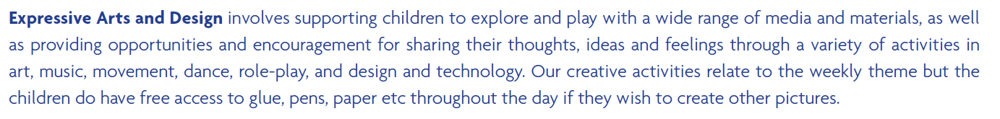 Expressive Arts and Design involves supporting children to explore and play with a wide range of media and materials, as well
as providing opportunities and encouragement for sharing their thoughts, ideas and feelings through a variety of activities in
art, music, movement, dance, role-play, and design and technology. Our creative activities relate to the weekly theme but the
children do have free access to glue, pens, paper etc throughout the day if they wish to create other pictures.